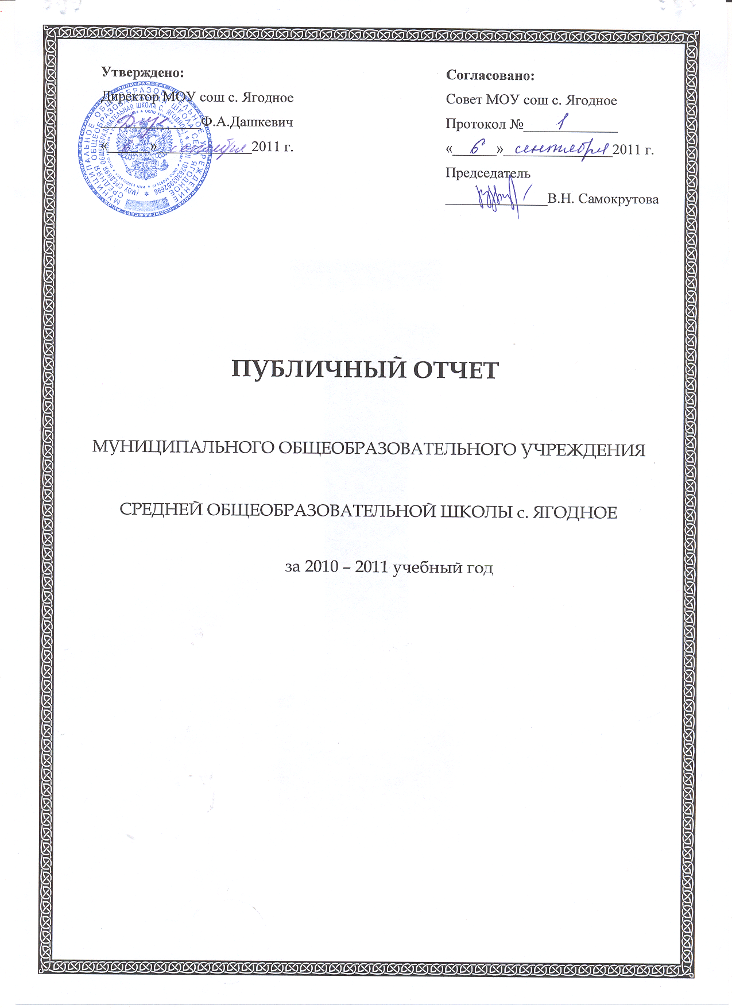 Утверждено:
Директор МОУ сош с. Ягодное
Ф.А.Дашкевич
« » сентября 2011 г.
Согласовано:
Совет МОУ сош с. Ягодное
Протокол № 1
« 6 » сентября 2011 г.
Председатель
В.Н. Самокрутова
ПУБЛИЧНЫЙ ОТЧЕТ
МУНИЦИПАЛЬНОГО ОБЩЕОБРАЗОВАТЕЛЬНОГО УЧРЕЖДЕНИЯ
СРЕДНЕЙ ОБЩЕОБРАЗОВАТЕЛЬНОЙ ШКОЛЫ с. ЯГОДНОЕ
за 2010 – 2011 учебный год